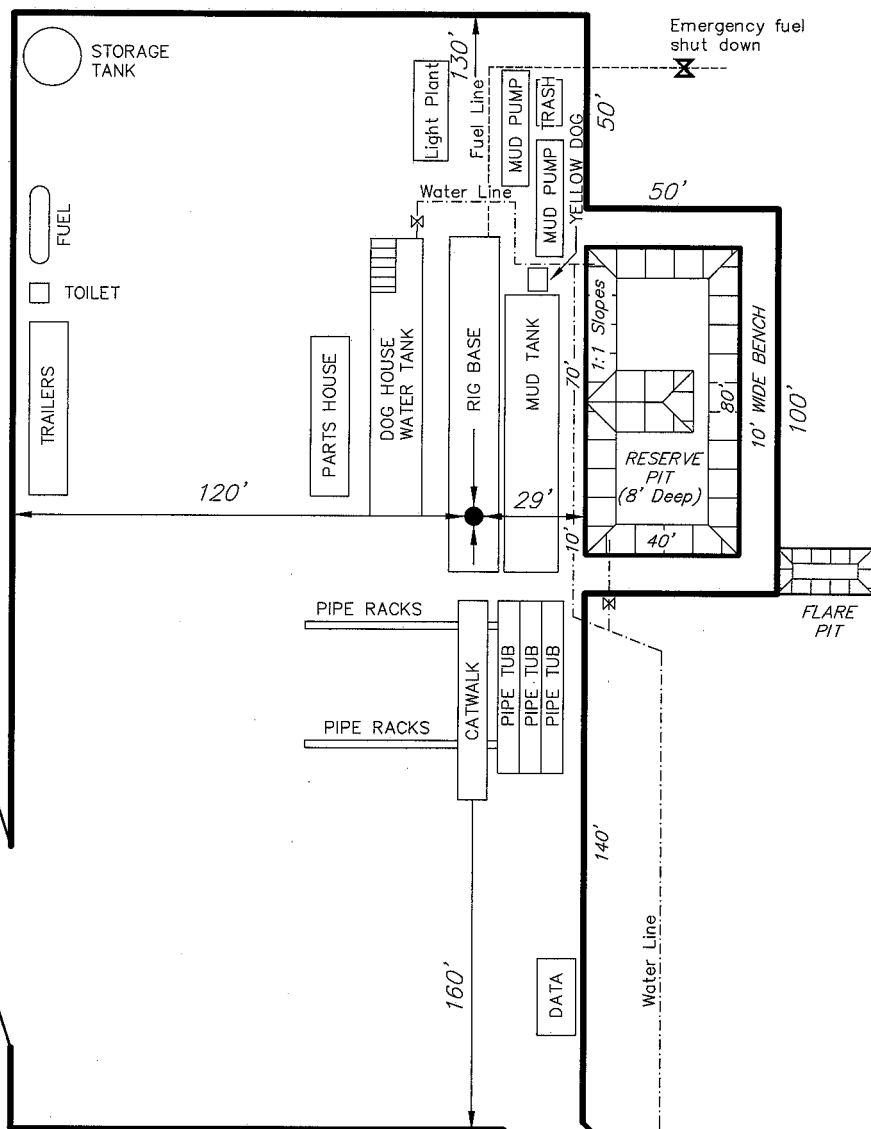 Emergency fuel
shut down
STORAGE
TANK
130'
Light Plant
Fuel Line
MUD PUMP
TRASH
50'
MUD PUMP
YELLOW DOG
Water Line
50'
FUEL
TOILET
TRAILERS
PARTS HOUSE
DOG HOUSE
WATER TANK
RIG BASE
MUD TANK
70'
1:1 Slopes
80'
10' WIDE BENCH
100'
RESERVE
PIT
(8' Deep)
120'
29'
10'
40'
FLARE
PIT
PIPE RACKS
CATWALK
PIPE TUB
PIPE TUB
PIPE TUB
PIPE RACKS
140'
Water Line
160'
DATA